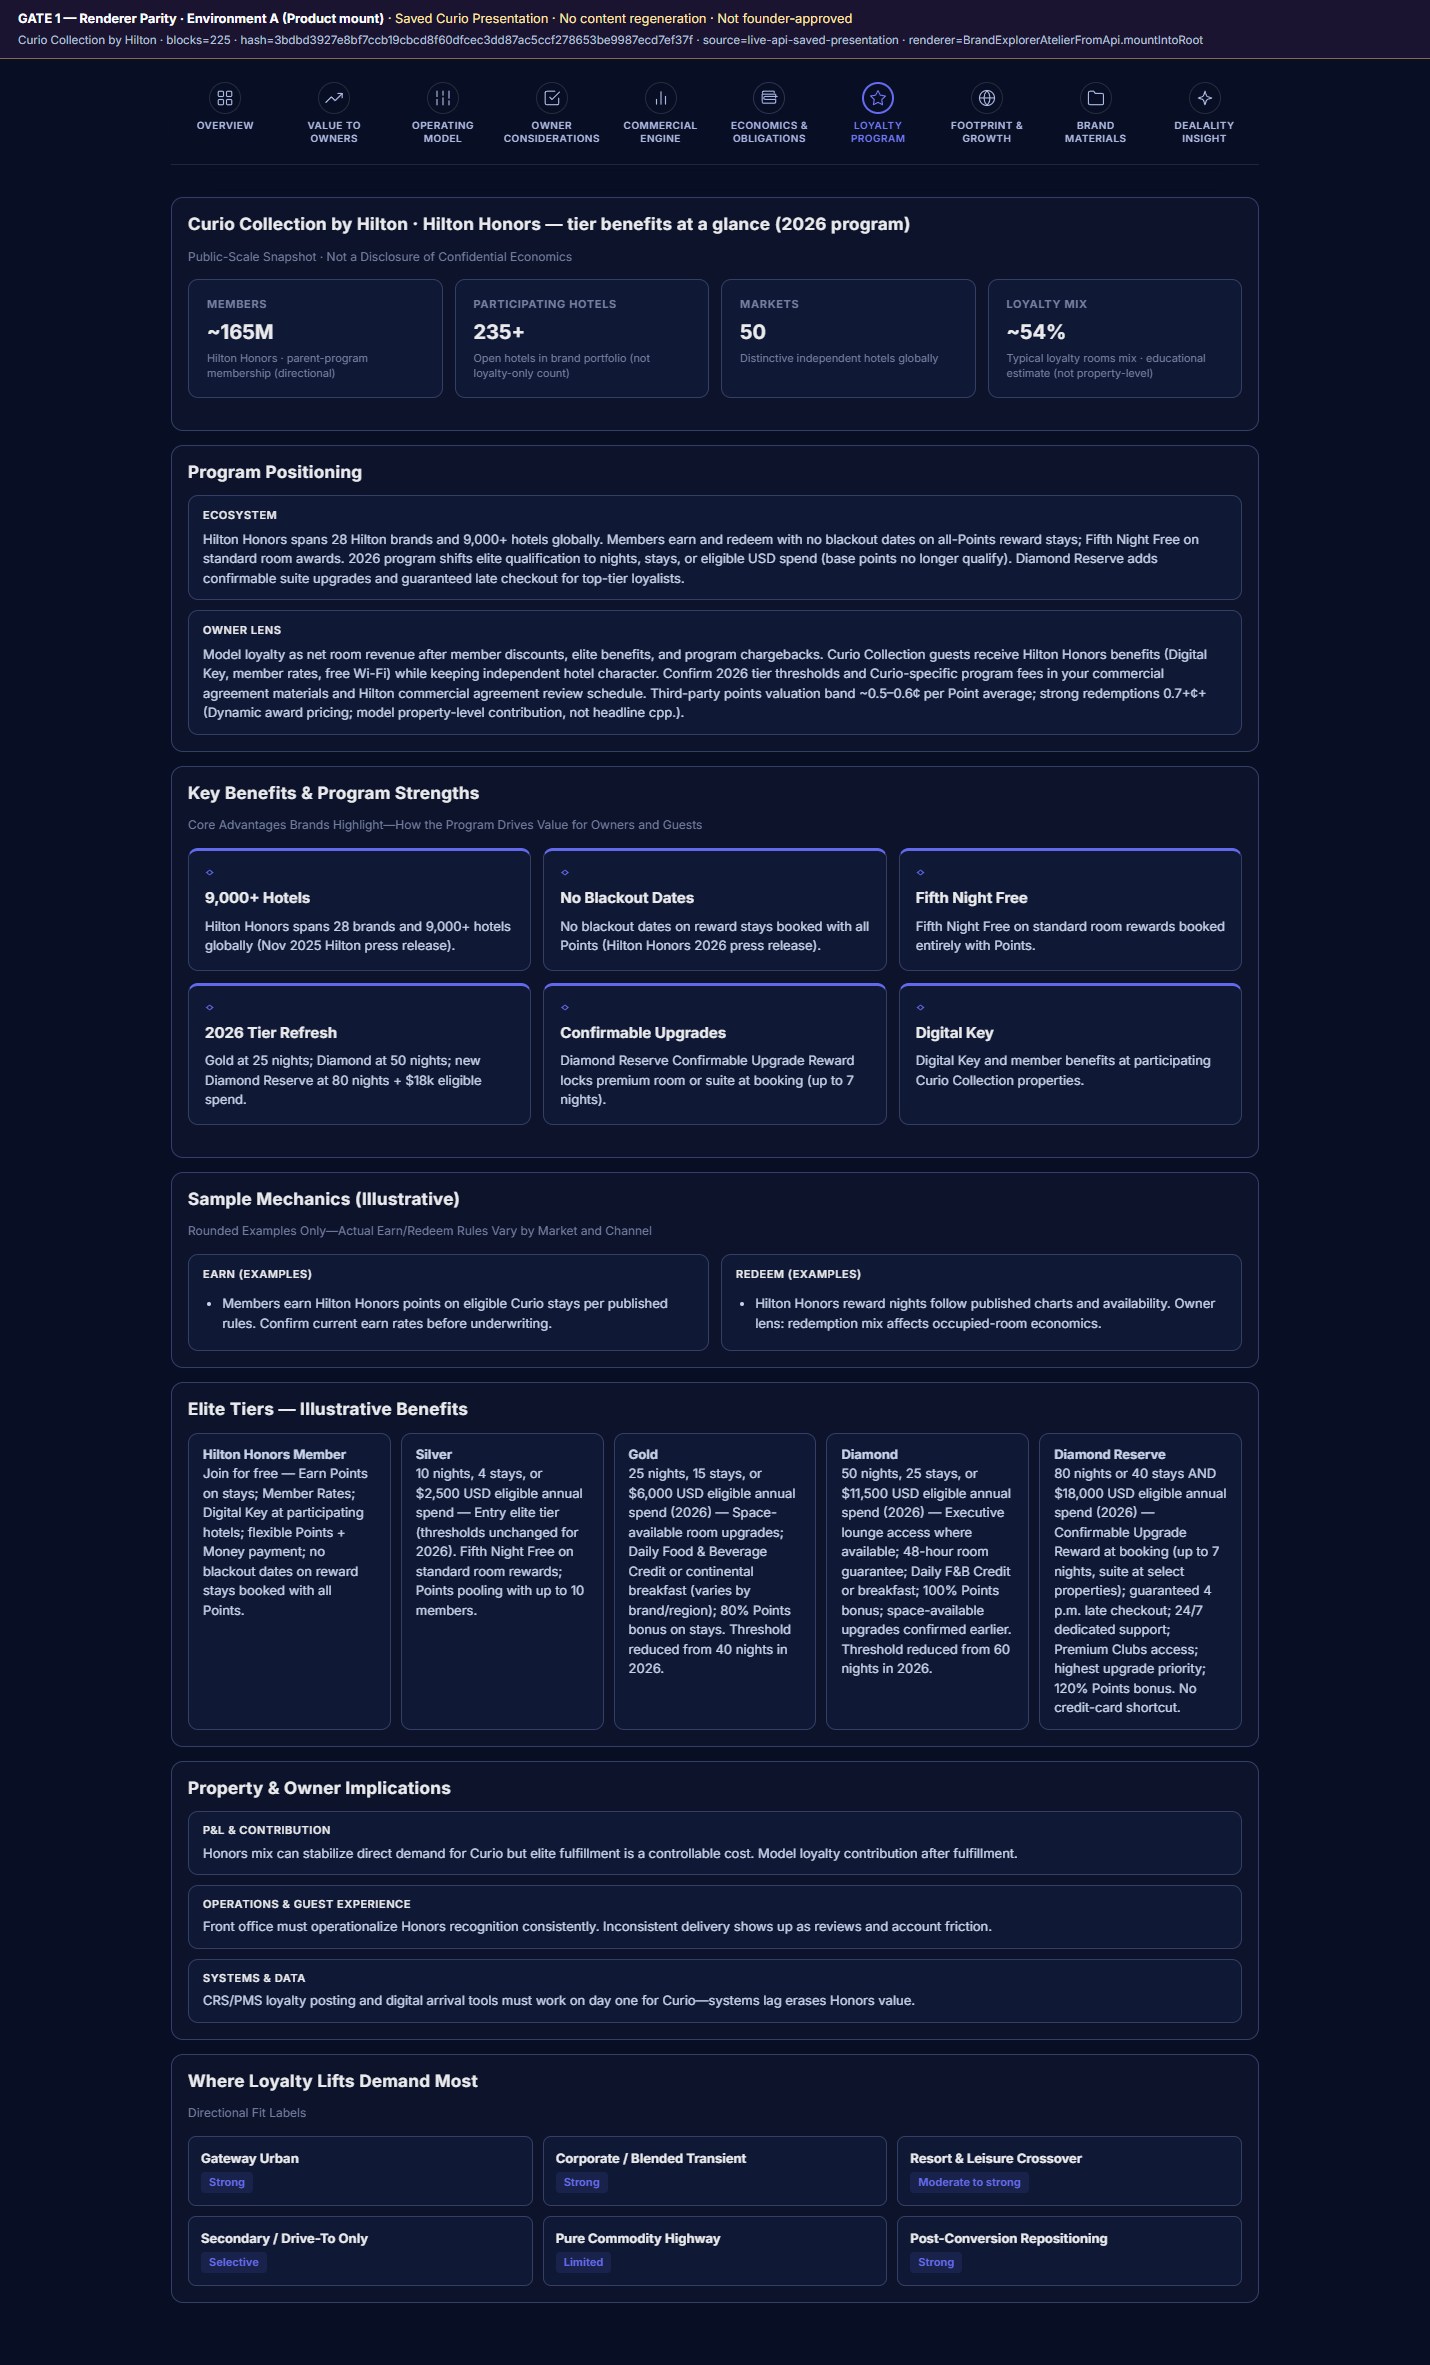 GATE 1 — Renderer Parity · Environment A (Product mount) · Saved Curio Presentation · No content regeneration · Not founder-approved
Curio Collection by Hilton · blocks=225 · hash=3bdbd3927e8bf7ccb19cbcd8f60dfcec3dd87ac5ccf278653be9987ecd7ef37f · source=live-api-saved-presentation · renderer=BrandExplorerAtelierFromApi.mountIntoRoot
OVERVIEW
VALUE TO
OWNERS
OPERATING
MODEL
OWNER
CONSIDERATIONS
COMMERCIAL
ENGINE
ECONOMICS &
OBLIGATIONS
LOYALTY
PROGRAM
FOOTPRINT &
GROWTH
BRAND
MATERIALS
DEALALITY
INSIGHT
Curio Collection by Hilton · Hilton Honors — tier benefits at a glance (2026 program)
Public-Scale Snapshot · Not a Disclosure of Confidential Economics
MEMBERS
~165M
Hilton Honors · parent-program
membership (directional)
PARTICIPATING HOTELS
235+
Open hotels in brand portfolio (not
loyalty-only count)
MARKETS
50
Distinctive independent hotels globally
LOYALTY MIX
~54%
Typical loyalty rooms mix · educational
estimate (not property-level)
Program Positioning
ECOSYSTEM
Hilton Honors spans 28 Hilton brands and 9,000+ hotels globally. Members earn and redeem with no blackout dates on all-Points reward stays; Fifth Night Free on
standard room awards. 2026 program shifts elite qualification to nights, stays, or eligible USD spend (base points no longer qualify). Diamond Reserve adds
confirmable suite upgrades and guaranteed late checkout for top-tier loyalists.
OWNER LENS
Model loyalty as net room revenue after member discounts, elite benefits, and program chargebacks. Curio Collection guests receive Hilton Honors benefits (Digital
Key, member rates, free Wi-Fi) while keeping independent hotel character. Confirm 2026 tier thresholds and Curio-specific program fees in your commercial
agreement materials and Hilton commercial agreement review schedule. Third-party points valuation band ~0.5–0.6¢ per Point average; strong redemptions 0.7+¢+
(Dynamic award pricing; model property-level contribution, not headline cpp.).
Key Benefits & Program Strengths
Core Advantages Brands Highlight—How the Program Drives Value for Owners and Guests
9,000+ Hotels
Hilton Honors spans 28 brands and 9,000+ hotels
globally (Nov 2025 Hilton press release).
No Blackout Dates
No blackout dates on reward stays booked with all
Points (Hilton Honors 2026 press release).
Fifth Night Free
Fifth Night Free on standard room rewards booked
entirely with Points.
2026 Tier Refresh
Gold at 25 nights; Diamond at 50 nights; new
Diamond Reserve at 80 nights + $18k eligible
spend.
Confirmable Upgrades
Diamond Reserve Confirmable Upgrade Reward
locks premium room or suite at booking (up to 7
nights).
Digital Key
Digital Key and member benefits at participating
Curio Collection properties.
Sample Mechanics (Illustrative)
Rounded Examples Only—Actual Earn/Redeem Rules Vary by Market and Channel
EARN (EXAMPLES)
• Members earn Hilton Honors points on eligible Curio stays per published
rules. Confirm current earn rates before underwriting.
REDEEM (EXAMPLES)
• Hilton Honors reward nights follow published charts and availability. Owner
lens: redemption mix affects occupied-room economics.
Elite Tiers — Illustrative Benefits
Hilton Honors Member
Join for free — Earn Points
on stays; Member Rates;
Digital Key at participating
hotels; flexible Points +
Money payment; no
blackout dates on reward
stays booked with all
Points.
Silver
10 nights, 4 stays, or
$2,500 USD eligible annual
spend — Entry elite tier
(thresholds unchanged for
2026). Fifth Night Free on
standard room rewards;
Points pooling with up to 10
members.
Gold
25 nights, 15 stays, or
$6,000 USD eligible annual
spend (2026) — Space-
available room upgrades;
Daily Food & Beverage
Credit or continental
breakfast (varies by
brand/region); 80% Points
bonus on stays. Threshold
reduced from 40 nights in
2026.
Diamond
50 nights, 25 stays, or
$11,500 USD eligible annual
spend (2026) — Executive
lounge access where
available; 48-hour room
guarantee; Daily F&B Credit
or breakfast; 100% Points
bonus; space-available
upgrades confirmed earlier.
Threshold reduced from 60
nights in 2026.
Diamond Reserve
80 nights or 40 stays AND
$18,000 USD eligible annual
spend (2026) —
Confirmable Upgrade
Reward at booking (up to 7
nights, suite at select
properties); guaranteed 4
p.m. late checkout; 24/7
dedicated support;
Premium Clubs access;
highest upgrade priority;
120% Points bonus. No
credit-card shortcut.
Property & Owner Implications
P&L & CONTRIBUTION
Honors mix can stabilize direct demand for Curio but elite fulfillment is a controllable cost. Model loyalty contribution after fulfillment.
OPERATIONS & GUEST EXPERIENCE
Front office must operationalize Honors recognition consistently. Inconsistent delivery shows up as reviews and account friction.
SYSTEMS & DATA
CRS/PMS loyalty posting and digital arrival tools must work on day one for Curio—systems lag erases Honors value.
Where Loyalty Lifts Demand Most
Directional Fit Labels
Gateway Urban
Strong
Corporate / Blended Transient
Strong
Resort & Leisure Crossover
Moderate to strong
Secondary / Drive-To Only
Selective
Pure Commodity Highway
Limited
Post-Conversion Repositioning
Strong